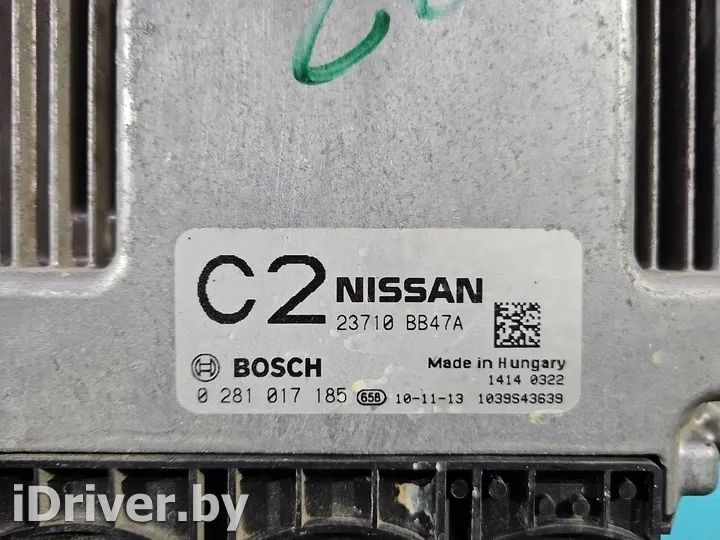 C2 NISSAN
23710 BB47A
BOSCH
Made in Hungary
1414 0322
0 281 017 185 65B 10-11-13 1039S43639
iDriver.by